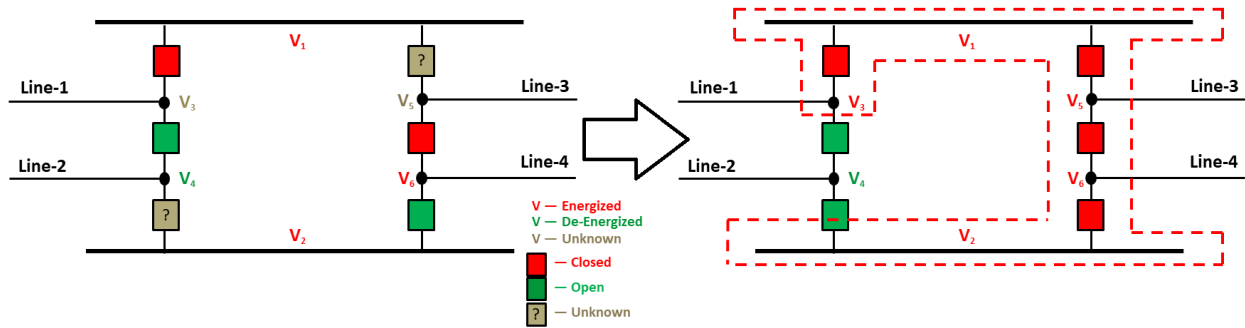 V1
?
?
Line-1
V3
V5
Line-3
Line-2
V4
V6
Line-4
?
V2
V — Energized
V — De-Energized
V — Unknown
— Closed
— Open
? — Unknown
V1
Line-1
V3
V5
Line-3
Line-2
V4
V6
Line-4
V2